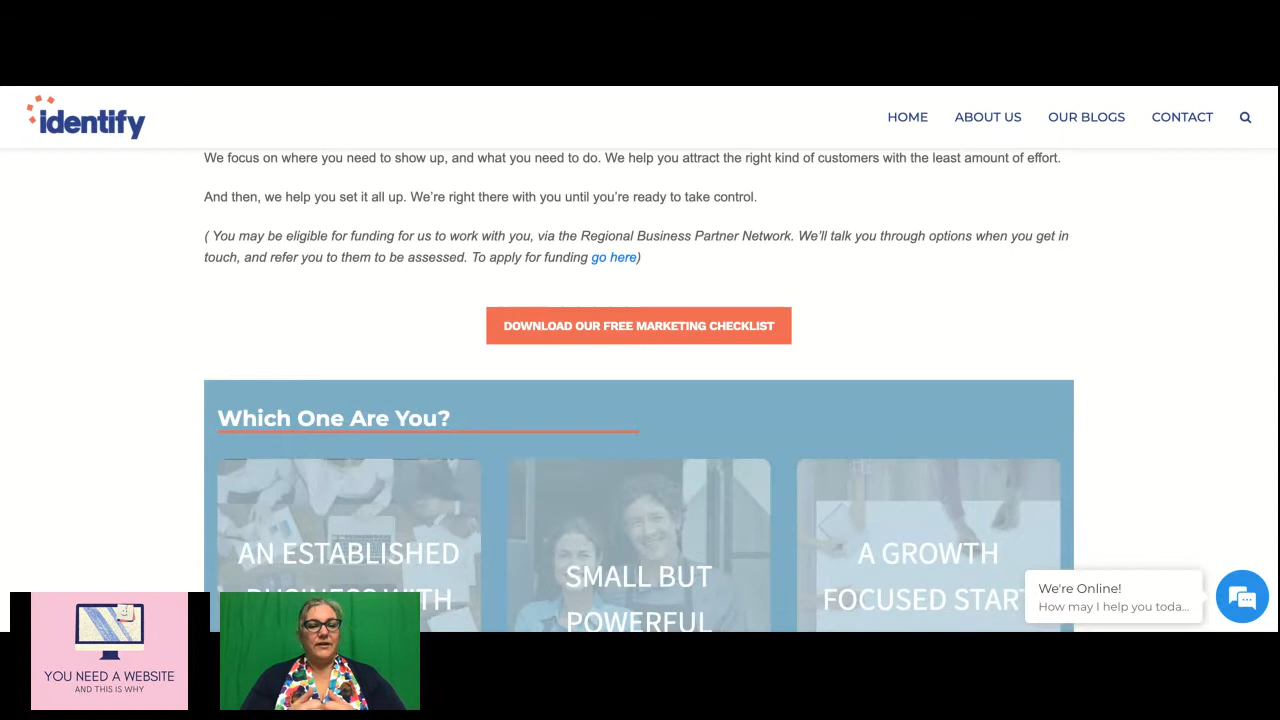 identify
HOME ABOUT US OUR BLOGS CONTACT
We focus on where you need to show up, and what you need to do. We help you attract the right kind of customers with the least amount of effort.
And then, we help you set it all up. We’re right there with you until you’re ready to take control.
( You may be eligible for funding for us to work with you, via the Regional Business Partner Network. We’ll talk you through options when you get in
touch, and refer you to them to be assessed. To apply for funding go here)
DOWNLOAD OUR FREE MARKETING CHECKLIST
Which One Are You?
AN ESTABLISHED
BUSINESS WITH
SMALL BUT
POWERFUL
A GROWTH
FOCUSED START
We're Online!
How may I help you toda...
YOU NEED A WEBSITE
AND THIS IS WHY